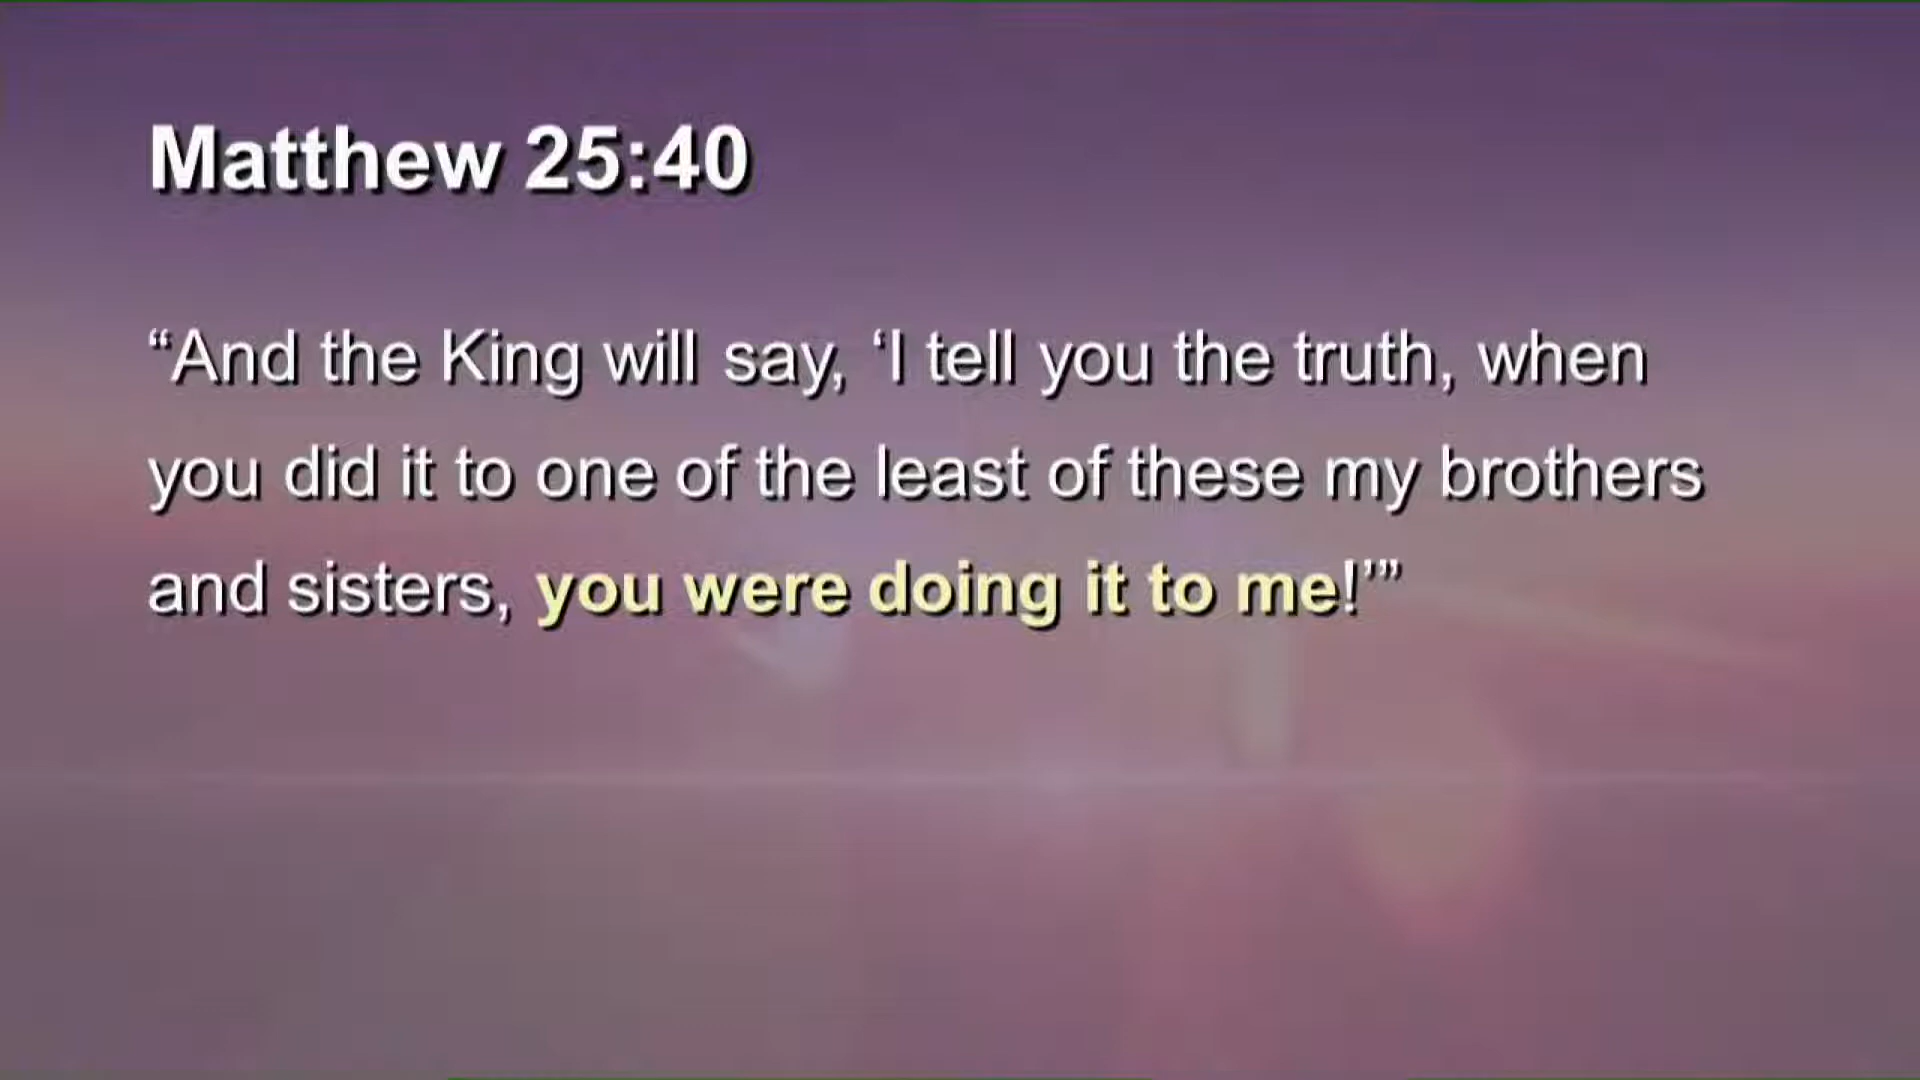 Matthew 25:40
“And the King will say, ‘I tell you the truth, when
you did it to one of the least of these my brothers
and sisters, you were doing it to me!’”